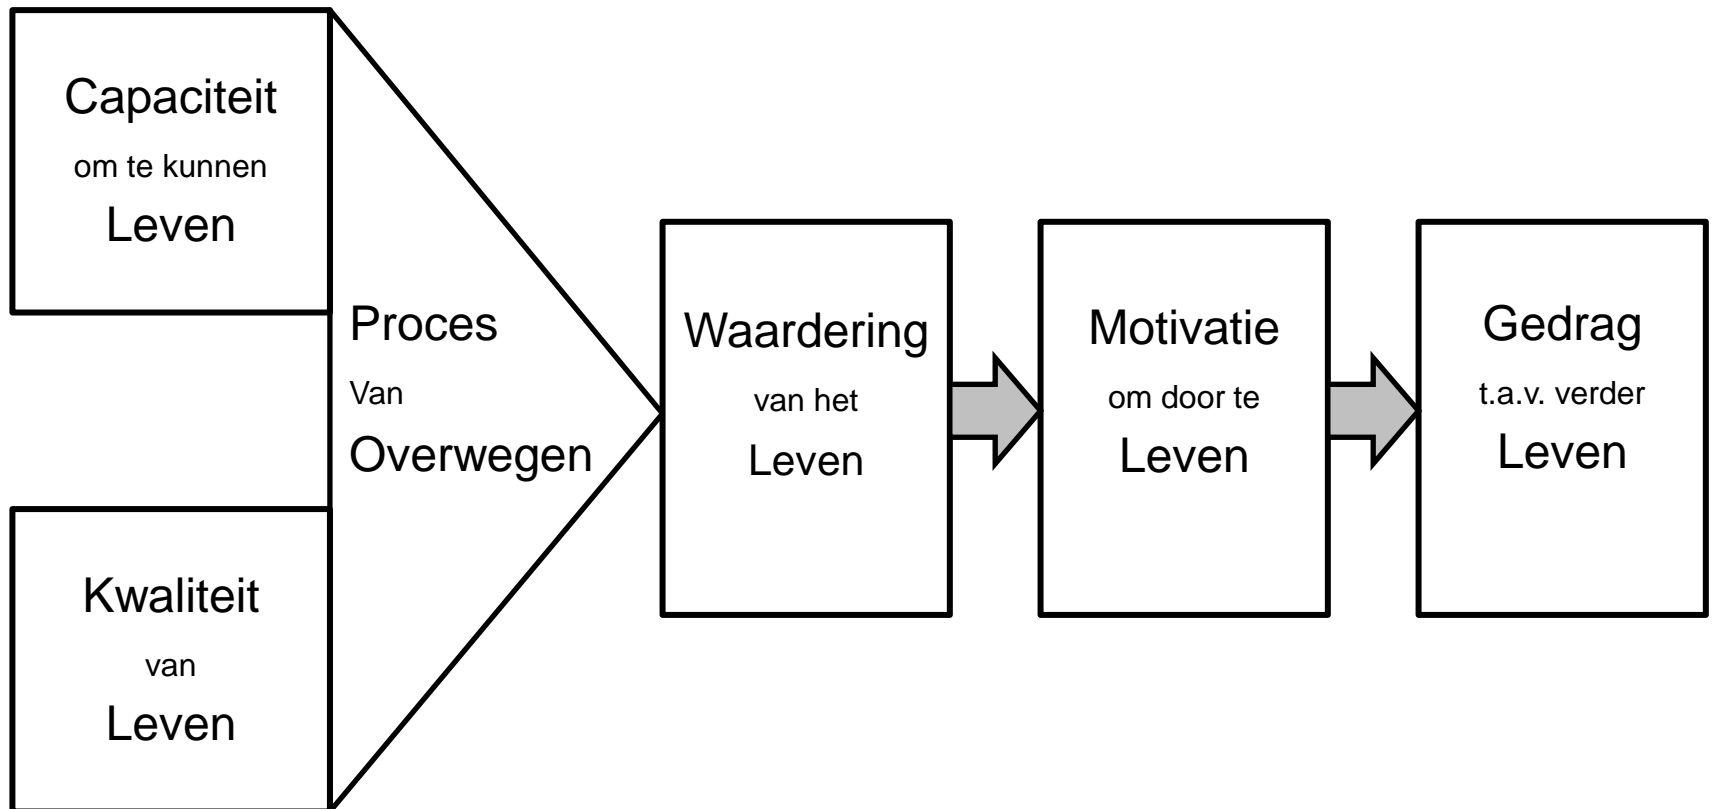 Capaciteit
om te kunnen
Leven
Kwaliteit
van
Leven
Proces
Van
Overwegen
Waardering
van het
Leven
Motivatie
om door te
Leven
Gedrag
t.a.v. verder
Leven